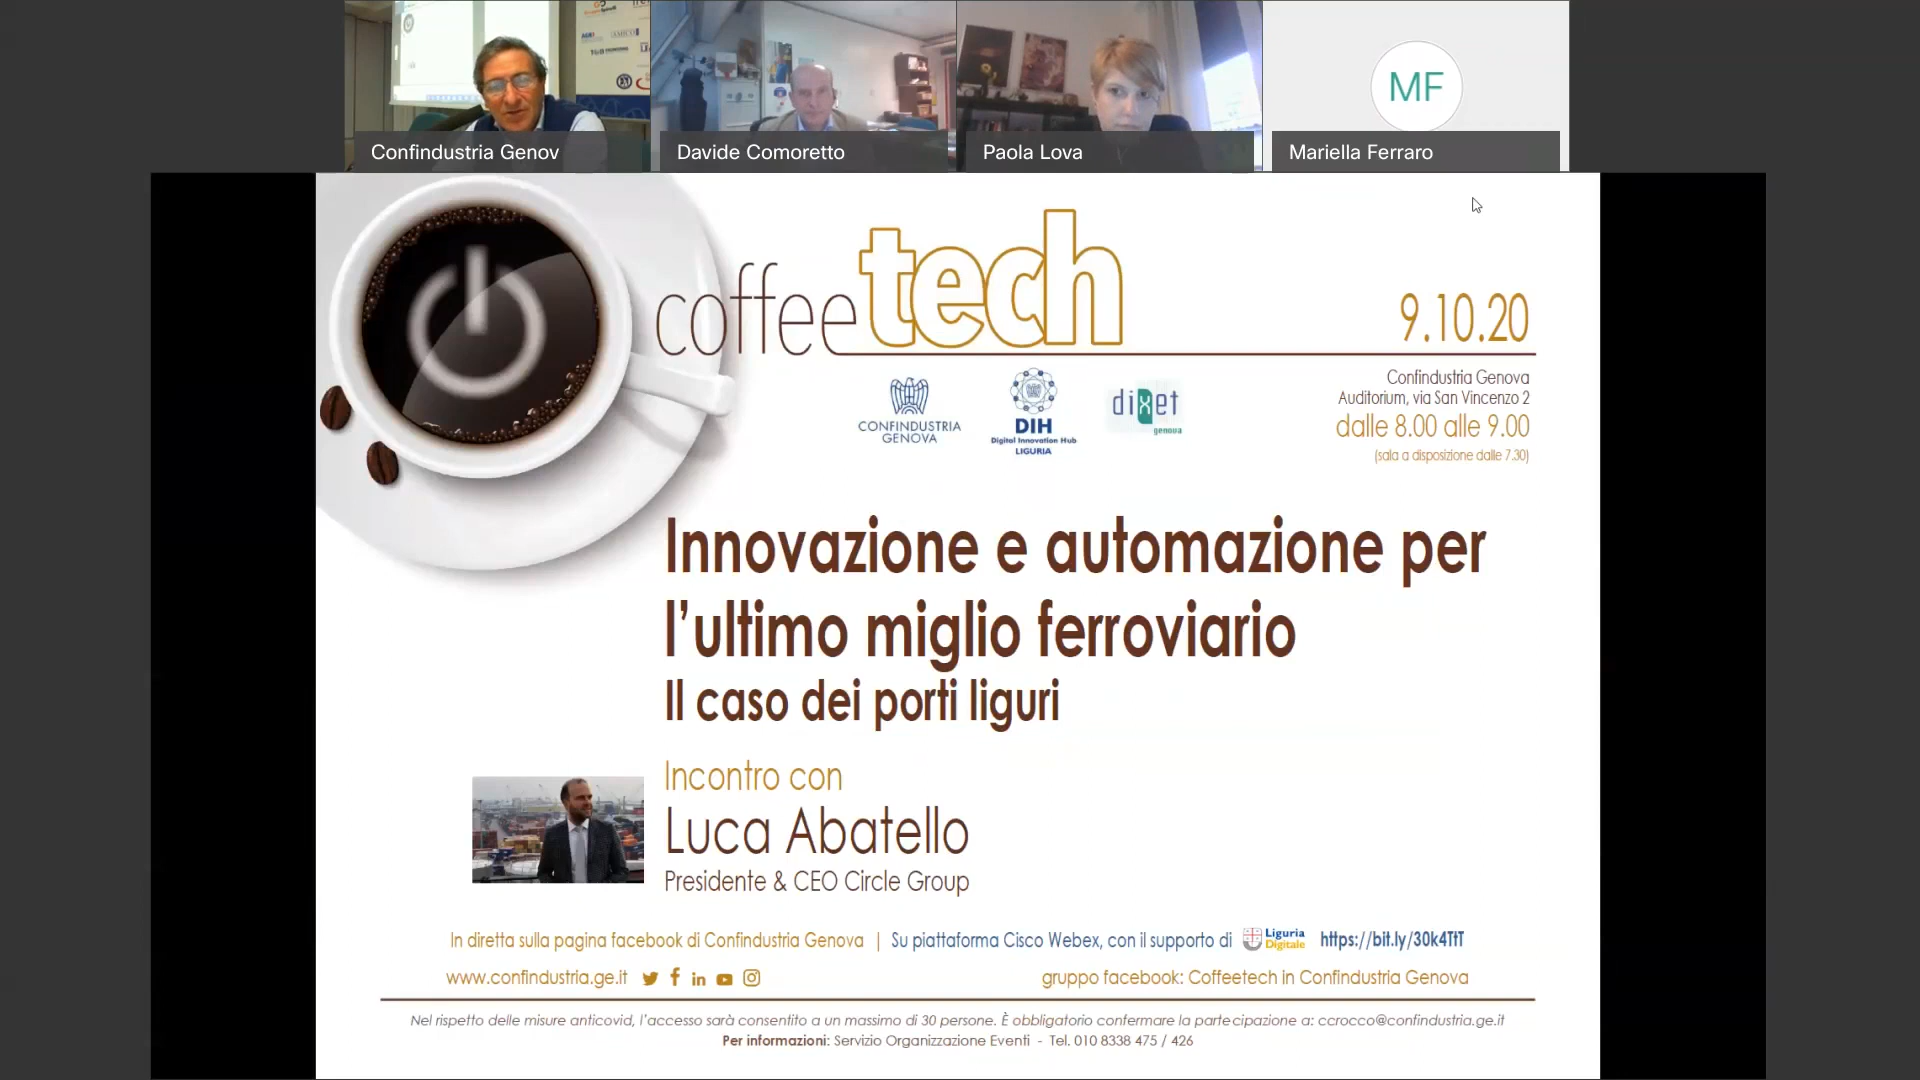 AMICO
Confindustria Genov
Davide Comoretto
Paola Lova
MF
Mariella Ferraro
coffeetech
9.10.20
CONFINDUSTRIA
GENOVA
DIH
Digital Innovation Hub
LIGURIA
dixet
genova
Confindustria Genova
Auditorium, via San Vincenzo 2
dalle 8.00 alle 9.00
(sala a disposizione dalle 7.30)
Innovazione e automazione per
l'ultimo miglio ferroviario
Il caso dei porti liguri
Incontro con
Luca Abatello
Presidente & CEO Circle Group
In diretta sulla pagina facebook di Confindustria Genova | Su piattaforma Cisco Webex, con il supporto di Liguria Digitale https://bit.ly/30k4TtT
www.confindustria.ge.it
gruppo facebook: Coffeetech in Confindustria Genova
Nel rispetto delle misure anticovid, l'accesso sarà consentito a un massimo di 30 persone. È obbligatorio confermare la partecipazione a: ccrocco@confindustria.ge.it
Per informazioni: Servizio Organizzazione Eventi - Tel. 010 8338 475 / 426